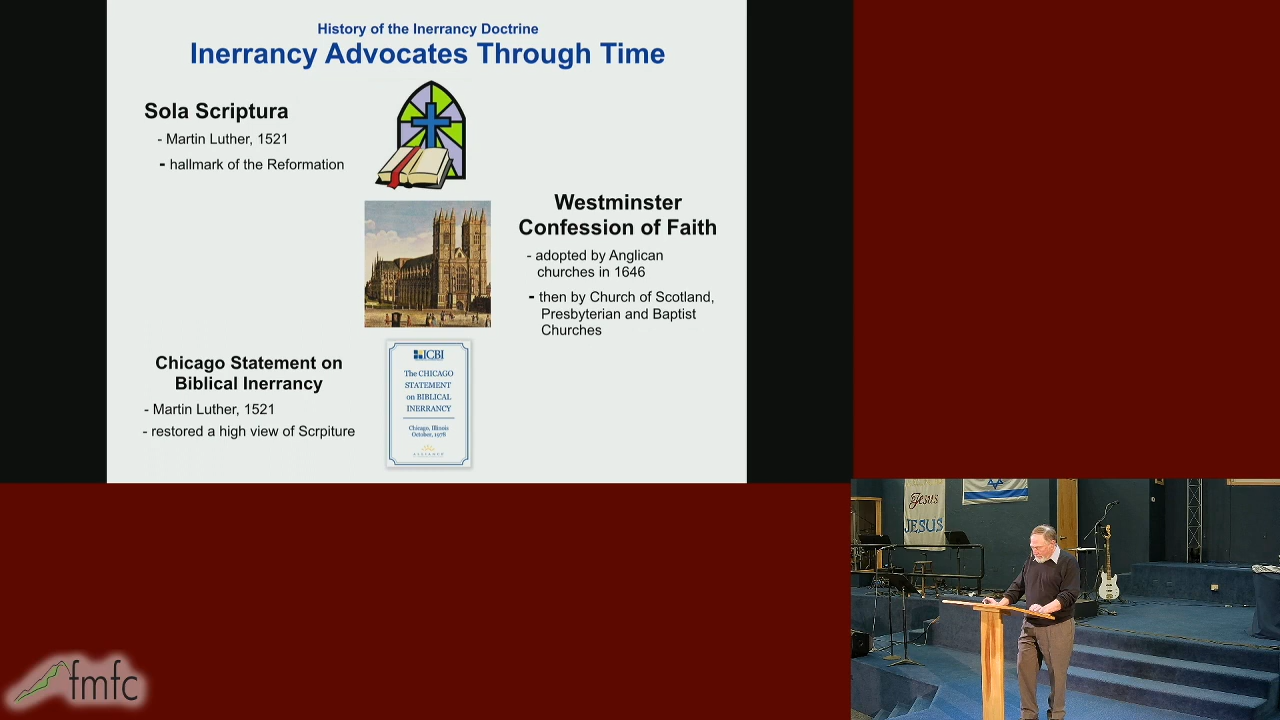 History of the Inerrancy Doctrine
Inerrancy Advocates Through Time
Sola Scriptura
- Martin Luther, 1521
- hallmark of the Reformation
Westminster
Confession of Faith
- adopted by Anglican
churches in 1646
- then by Church of Scotland,
Presbyterian and Baptist
Churches
Chicago Statement on
Biblical Inerrancy
- Martin Luther, 1521
- restored a high view of Scrpiture
ICBI
The CHICAGO
STATEMENT
on BIBLICAL
INERRANCY
Chicago, Illinois
October, 1978
ALLIANCE
Jesus
JESUS
fmfc